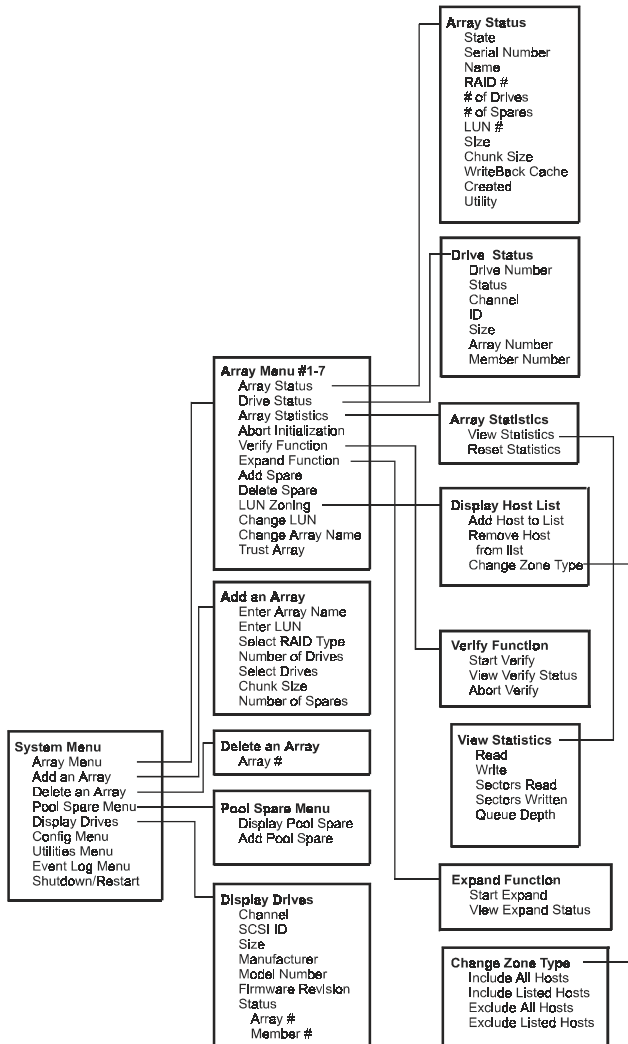 System Menu
Array Menu
Add an Array
Delete an Array
Pool Spare Menu
Display Drives
Config Menu
Utilities Menu
Event Log Menu
Shutdown/Restart
Array Menu #1-7
Array Status
Drive Status
Array Statistics
Abort Initialization
Verify Function
Expand Function
Add Spare
Delete Spare
LUN Zoning
Change LUN
Change Array Name
Trust Array
Add an Array
Enter Array Name
Enter LUN
Select RAID Type
Number of Drives
Select Drives
Chunk Size
Number of Spares
Delete an Array
Array #
Pool Spare Menu
Display Pool Spare
Add Pool Spare
Display Drives
Channel
SCSI ID
Size
Manufacturer
Model Number
Firmware Revision
Status
Array #
Member #
Array Status
State
Serial Number
Name
RAID #
# of Drives
# of Spares
LUN #
Size
Chunk Size
WriteBack Cache
Created
Utility
Drive Status
Drive Number
Status
Channel
ID
Size
Array Number
Member Number
Array Statistics
View Statistics
Reset Statistics
Display Host List
Add Host to List
Remove Host
from list
Change Zone Type
Verify Function
Start Verify
View Verify Status
Abort Verify
View Statistics
Read
Write
Sectors Read
Sectors Written
Queue Depth
Expand Function
Start Expand
View Expand Status
Change Zone Type
Include All Hosts
Include Listed Hosts
Exclude All Hosts
Exclude Listed Hosts